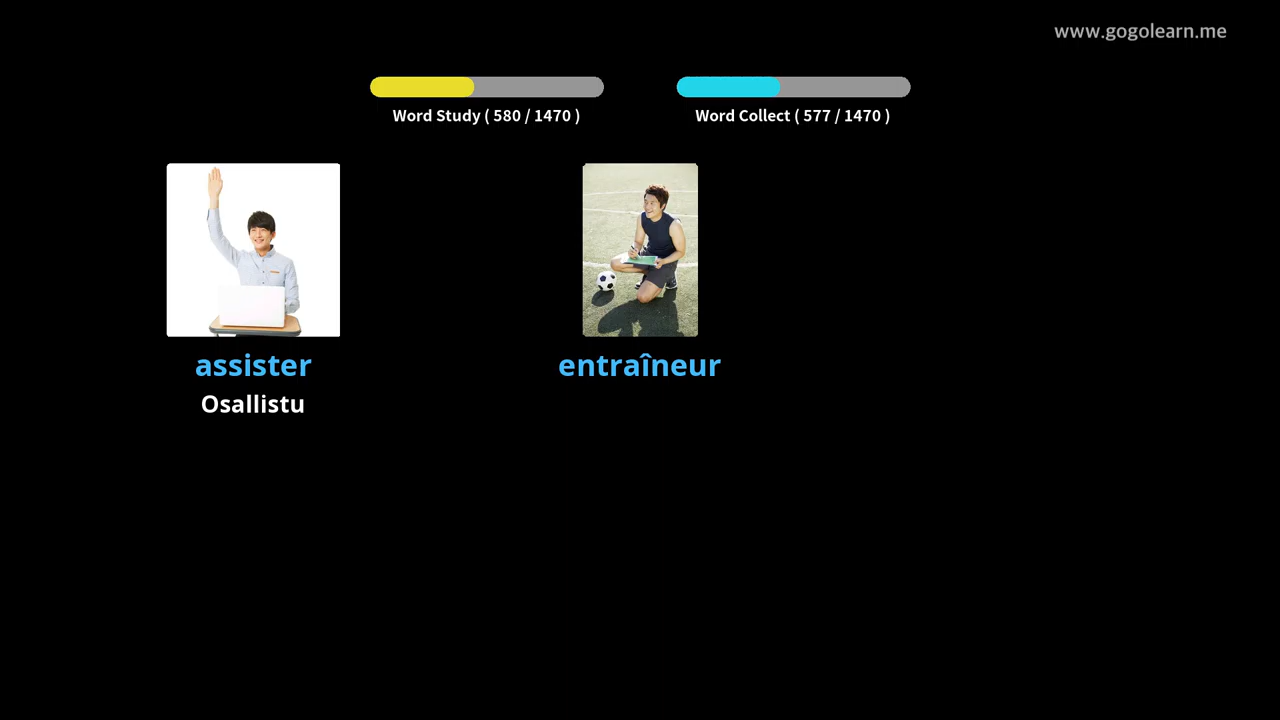 www.gogolearn.me
Word Study ( 580 / 1470 )
Word Collect ( 577 / 1470 )
assister
Osallistu
entraîneur